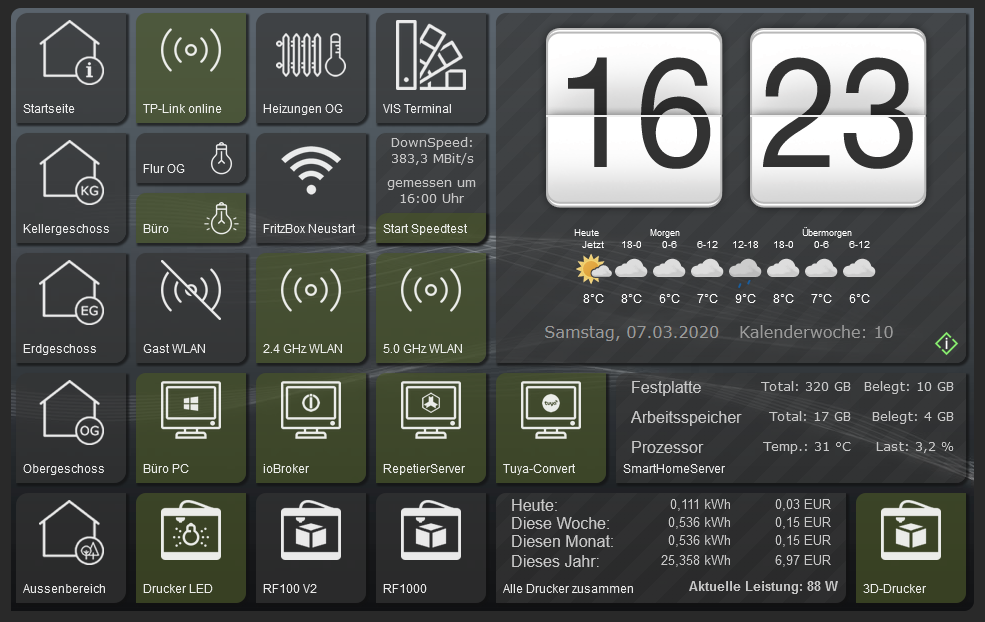 Startseite
TP-Link online
Heizungen OG
VIS Terminal
16 23
KG
Kellergeschoss
Flur OG
Büro
FritzBox Neustart
DownSpeed:
383,3 MBit/s
gemessen um
16:00 Uhr
Start Speedtest
Heute Morgen Übermorgen
Jetzt 18-0 0-6 6-12 12-18 18-0 0-6 6-12
8°C 8°C 6°C 7°C 9°C 8°C 7°C 6°C
Samstag, 07.03.2020 Kalenderwoche: 10
i
EG
Erdgeschoss
Gast WLAN
2.4 GHz WLAN
5.0 GHz WLAN
OG
Obergeschoss
Büro PC
ioBroker
RepetierServer
tuya
Tuya-Convert
Festplatte Total: 320 GB Belegt: 10 GB
Arbeitsspeicher Total: 17 GB Belegt: 4 GB
Prozessor Temp.: 31 °C Last: 3,2 %
SmartHomeServer
Aussenbereich
Drucker LED
RF100 V2
RF1000
Heute: 0,111 kWh 0,03 EUR
Diese Woche: 0,536 kWh 0,15 EUR
Diesen Monat: 0,536 kWh 0,15 EUR
Dieses Jahr: 25,358 kWh 6,97 EUR
Alle Drucker zusammen Aktuelle Leistung: 88 W
3D-Drucker